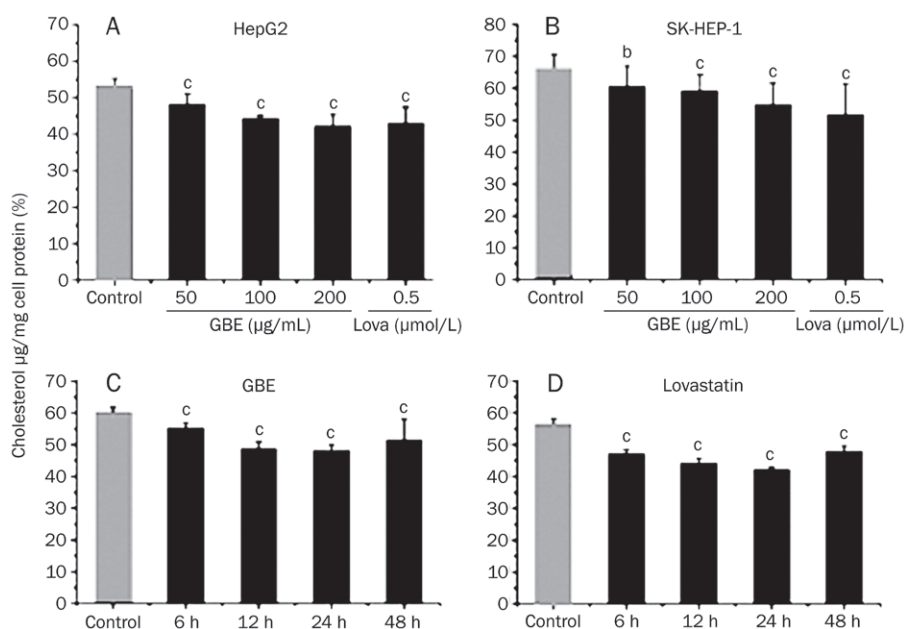 Cholesterol µg/mg cell protein (%)
A
HepG2
70
60
50
40
30
20
10
0
c
c
c
c
Control
50
100
200
0.5
GBE (µg/mL)
Lova (µmol/L)
B
SK-HEP-1
80
70
60
50
40
30
20
10
0
b
c
c
c
Control
50
100
200
0.5
GBE (µg/mL)
Lova (µmol/L)
C
GBE
70
60
50
40
30
20
10
0
c
c
c
c
Control
6 h
12 h
24 h
48 h
D
Lovastatin
70
60
50
40
30
20
10
0
c
c
c
c
Control
6 h
12 h
24 h
48 h